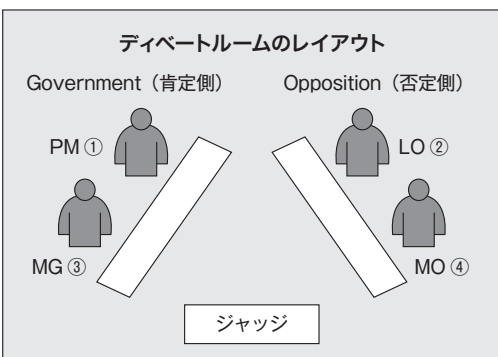 ディベートルームのレイアウト
Government（肯定側）
Opposition（否定側）
PM ①
LO ②
MG ③
MO ④
ジャッジ